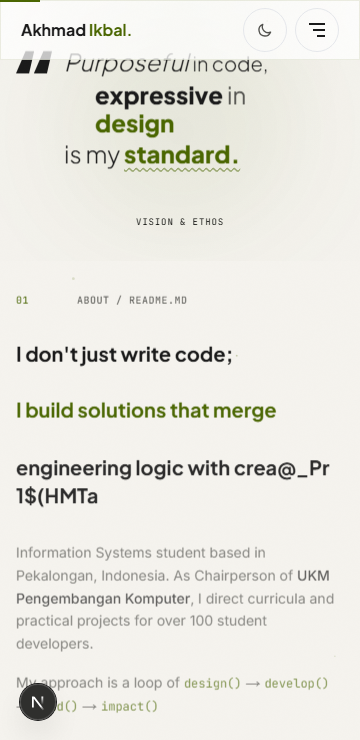 Akhmad Ikbal.
Purposeful in code,
expressive in
design
is my standard.
VISION & ETHOS
01 ABOUT / README.MD
I don't just write code;
I build solutions that merge
engineering logic with crea@_Pr
1$(HMTa
Information Systems student based in
Pekalongan, Indonesia. As Chairperson of UKM
Pengembangan Komputer, I direct curricula and
practical projects for over 100 student
developers.
My approach is a loop of design() → develop()
d() → impact()
N